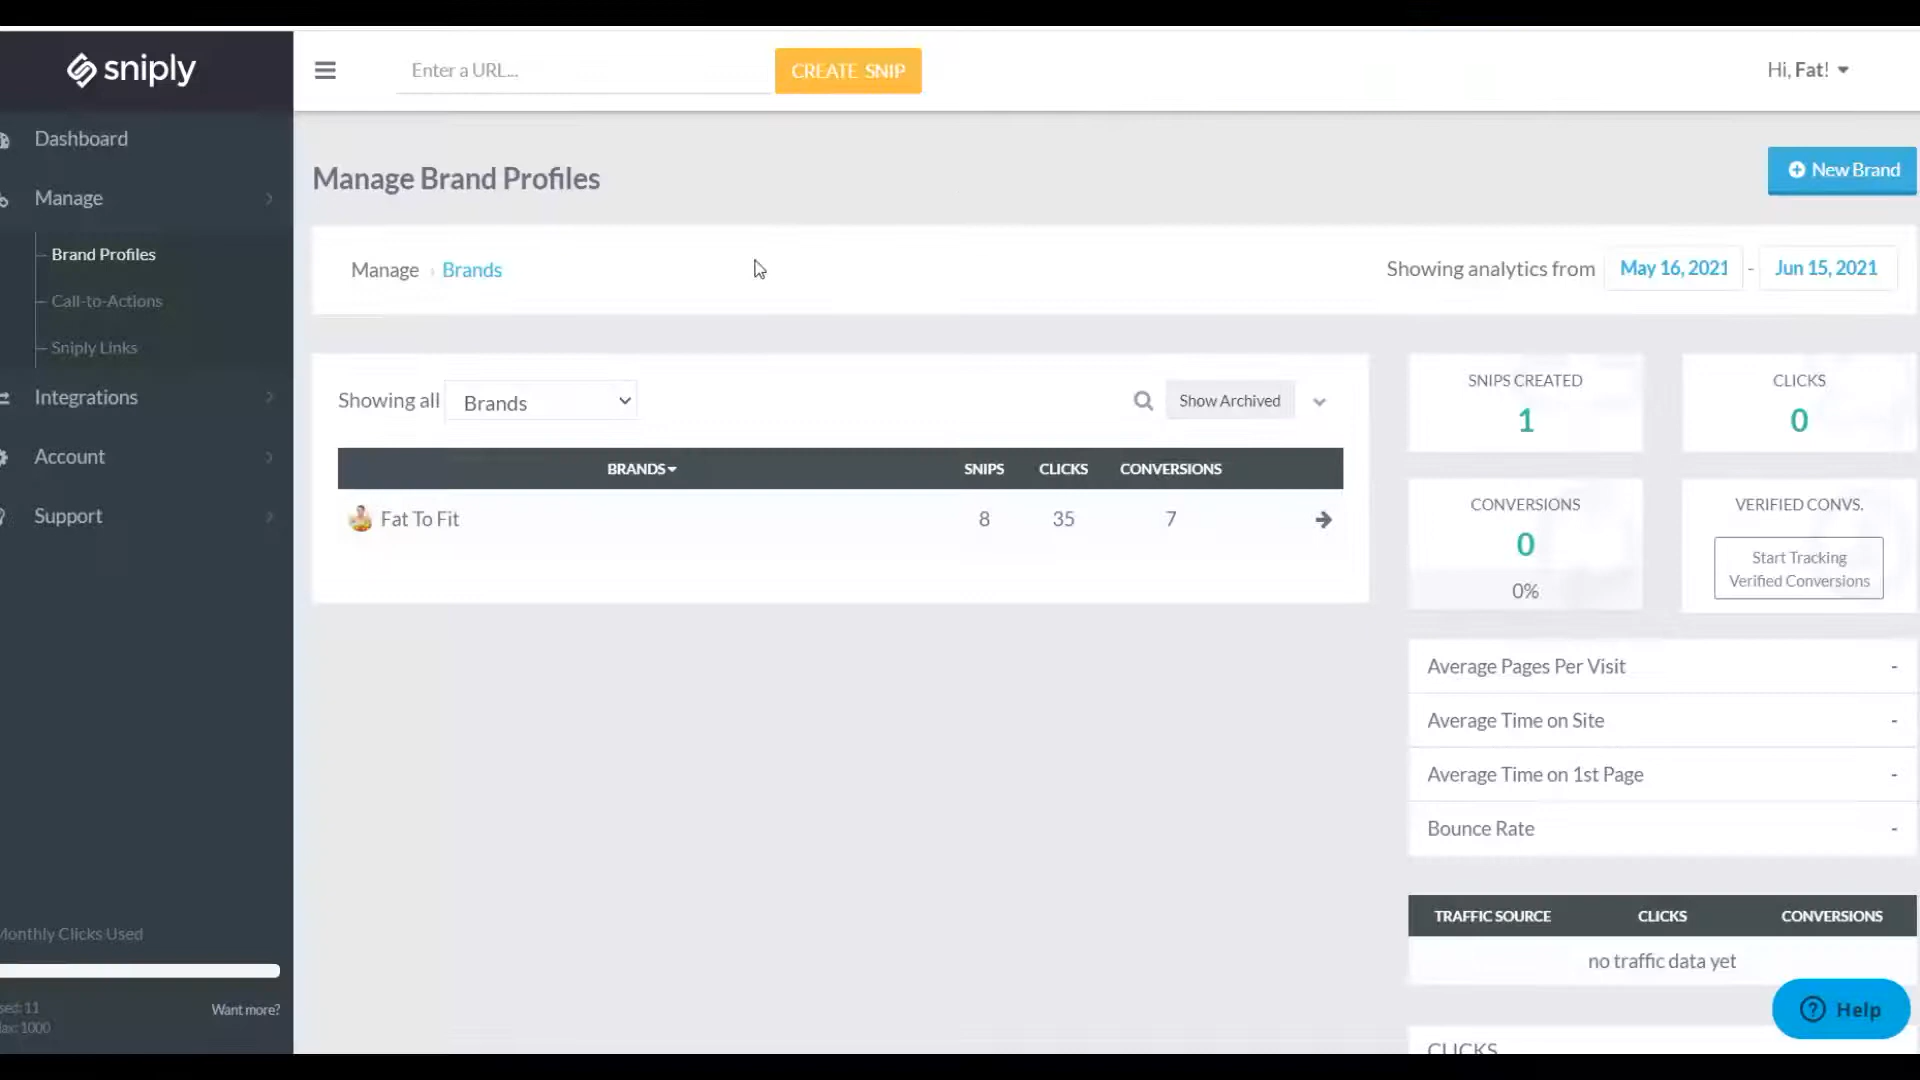 sniply
Enter a URL...
CREATE SNIP
Hi, Fat!
Dashboard
Manage
Brand Profiles
Call-to-Actions
Sniply Links
Integrations
Account
Support
Monthly Clicks Used
11
1000
Want more?
Manage Brand Profiles
New Brand
Manage › Brands
Showing analytics from May 16, 2021 - Jun 15, 2021
Showing all Brands
Show Archived
BRANDS SNIPS CLICKS CONVERSIONS
Fat To Fit 8 35 7
SNIPS CREATED
1
CLICKS
0
CONVERSIONS
0
0%
VERIFIED CONVS.
Start Tracking
Verified Conversions
Average Pages Per Visit -
Average Time on Site -
Average Time on 1st Page -
Bounce Rate -
TRAFFIC SOURCE CLICKS CONVERSIONS
no traffic data yet
Help
CLICKS